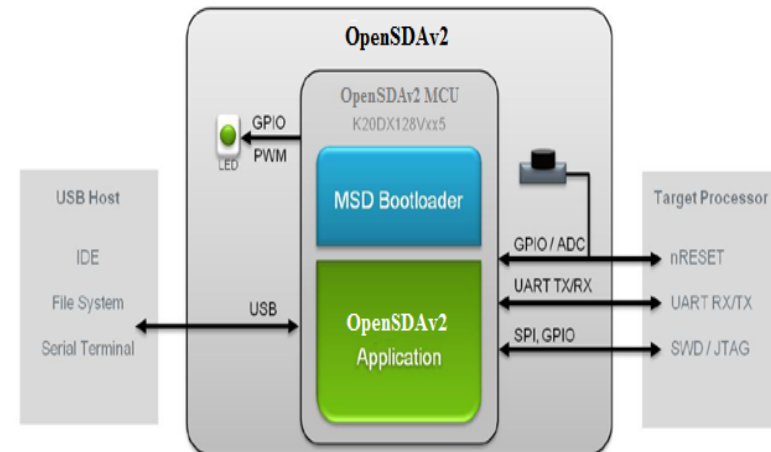 OpenSDAv2
OpenSDAv2 MCU
K20DX128Vxx5
GPIO
PWM
LED
MSD Bootloader
USB Host
IDE
File System
Serial Terminal
USB
OpenSDAv2
Application
GPIO / ADC
UART TX/RX
SPI, GPIO
Target Processor
nRESET
UART RX/TX
SWD / JTAG